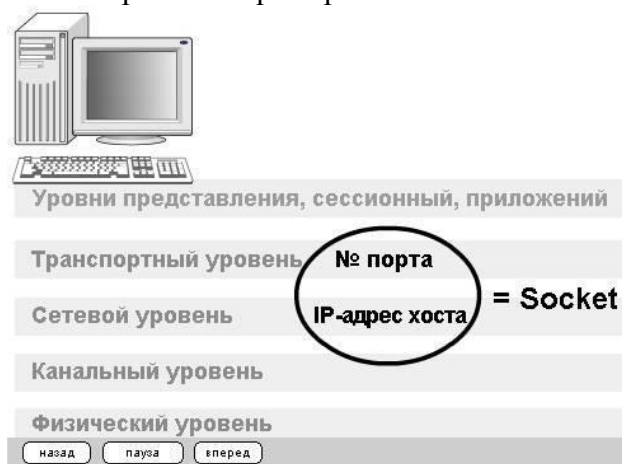 Уровни представления, сессионный, приложений
Транспортный уровень № порта
Сетевой уровень IP-адрес хоста = Socket
Канальный уровень
Физический уровень
назад пауза вперед